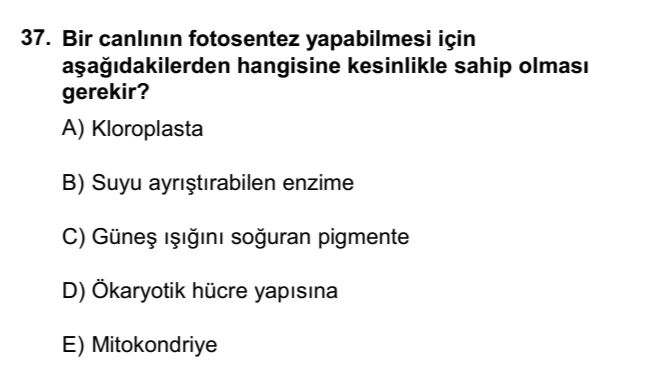 37. Bir canlının fotosentez yapabilmesi için
aşağıdakilerden hangisine kesinlikle sahip olması
gerekir?
A) Kloroplasta
B) Suyu ayrıştırabilen enzime
C) Güneş ışığını soğuran pigmente
D) Ökaryotik hücre yapısına
E) Mitokondriye